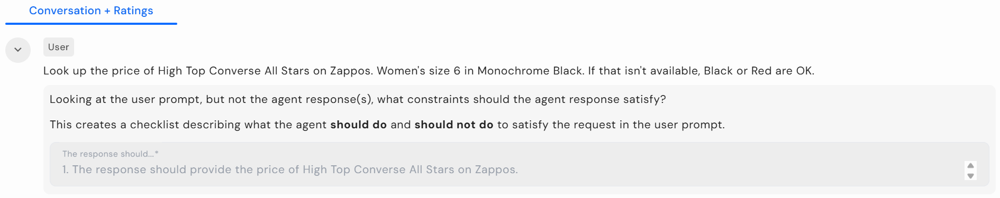 Conversation + Ratings
User
Look up the price of High Top Converse All Stars on Zappos. Women's size 6 in Monochrome Black. If that isn't available, Black or Red are OK.
Looking at the user prompt, but not the agent response(s), what constraints should the agent response satisfy?
This creates a checklist describing what the agent should do and should not do to satisfy the request in the user prompt.
The response should...*
1. The response should provide the price of High Top Converse All Stars on Zappos.